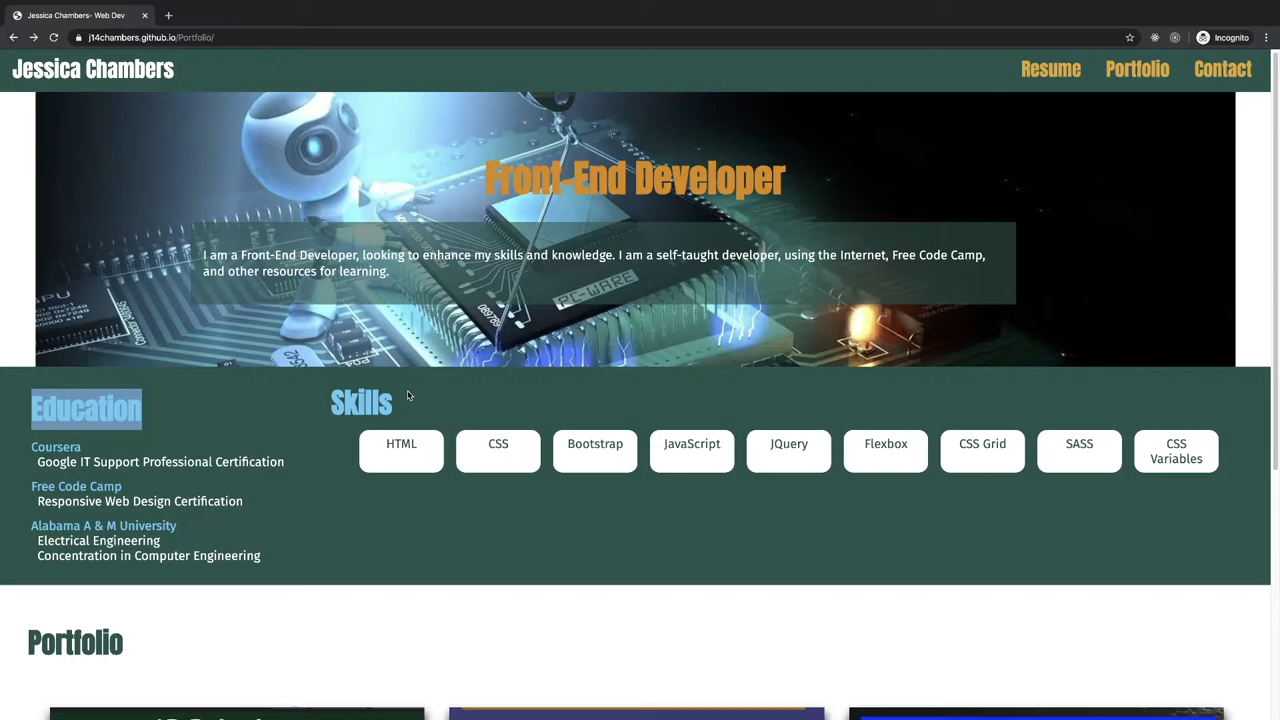 Jessica Chambers- Web Dev
j14chambers.github.io/Portfolio/
Incognito
Jessica Chambers
Resume
Portfolio
Contact
Front-End Developer
I am a Front-End Developer, looking to enhance my skills and knowledge. I am a self-taught developer, using the Internet, Free Code Camp,
and other resources for learning.
PC-WARE
Education
Coursera
Google IT Support Professional Certification
Free Code Camp
Responsive Web Design Certification
Alabama A & M University
Electrical Engineering
Concentration in Computer Engineering
Skills
HTML
CSS
Bootstrap
JavaScript
JQuery
Flexbox
CSS Grid
SASS
CSS
Variables
Portfolio